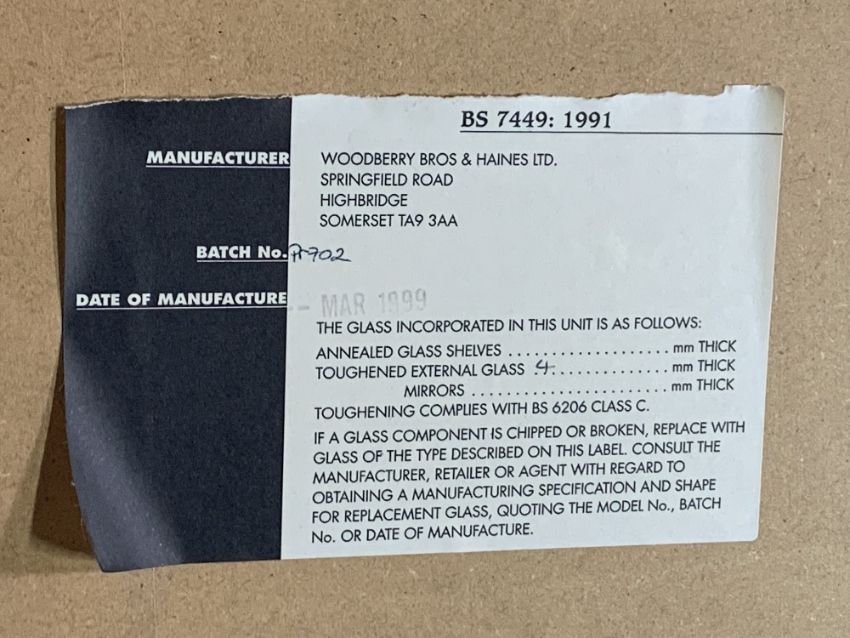 BS 7449: 1991
MANUFACTURER WOODBERRY BROS & HAINES LTD.
SPRINGFIELD ROAD
HIGHBRIDGE
SOMERSET TA9 3AA
BATCH No. Pr702
DATE OF MANUFACTURE -- MAR 1999
THE GLASS INCORPORATED IN THIS UNIT IS AS FOLLOWS:
ANNEALED GLASS SHELVES ................... mm THICK
TOUGHENED EXTERNAL GLASS .4.............. mm THICK
MIRRORS ....................... mm THICK
TOUGHENING COMPLIES WITH BS 6206 CLASS C.
IF A GLASS COMPONENT IS CHIPPED OR BROKEN, REPLACE WITH
GLASS OF THE TYPE DESCRIBED ON THIS LABEL. CONSULT THE
MANUFACTURER, RETAILER OR AGENT WITH REGARD TO
OBTAINING A MANUFACTURING SPECIFICATION AND SHAPE
FOR REPLACEMENT GLASS, QUOTING THE MODEL No., BATCH
No. OR DATE OF MANUFACTURE.